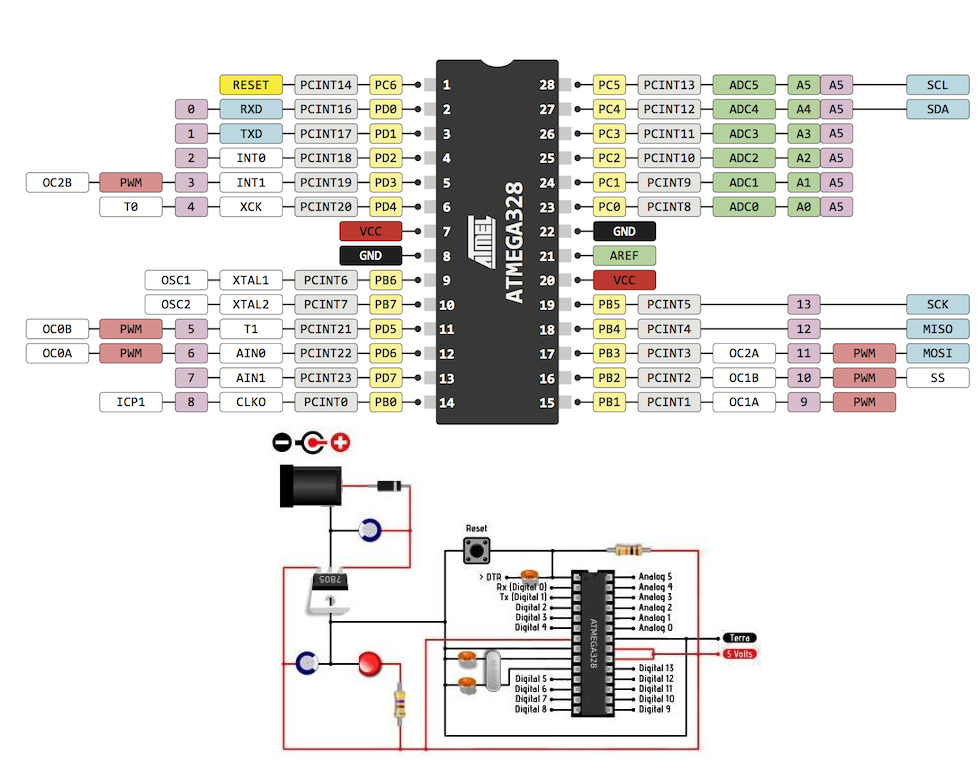 RESET PCINT14 PC6 1 28 PC5 PCINT13 ADC5 A5 A5 SCL
0 RXD PCINT16 PD0 2 27 PC4 PCINT12 ADC4 A4 A5 SDA
1 TXD PCINT17 PD1 3 26 PC3 PCINT11 ADC3 A3 A5
2 INT0 PCINT18 PD2 4 25 PC2 PCINT10 ADC2 A2 A5
OC2B PWM 3 INT1 PCINT19 PD3 5 24 PC1 PCINT9 ADC1 A1 A5
T0 4 XCK PCINT20 PD4 6 23 PC0 PCINT8 ADC0 A0 A5
VCC 7 22 GND
GND 8 21 AREF
OSC1 XTAL1 PCINT6 PB6 9 20 VCC
OSC2 XTAL2 PCINT7 PB7 10 19 PB5 PCINT5 13 SCK
OC0B PWM 5 T1 PCINT21 PD5 11 18 PB4 PCINT4 12 MISO
OC0A PWM 6 AIN0 PCINT22 PD6 12 17 PB3 PCINT3 OC2A 11 PWM MOSI
7 AIN1 PCINT23 PD7 13 16 PB2 PCINT2 OC1B 10 PWM SS
ICP1 8 CLKO PCINT0 PB0 14 15 PB1 PCINT1 OC1A 9 PWM
ATMEL
ATMEGA328
Reset
7805
> DTR
Rx (Digital 0)
Tx (Digital 1)
Digital 2
Digital 3
Digital 4
Digital 5
Digital 6
Digital 7
Digital 8
ATMEGA328
Analog 5
Analog 4
Analog 3
Analog 2
Analog 1
Analog 0
Terra
5 Volts
Digital 13
Digital 12
Digital 11
Digital 10
Digital 9